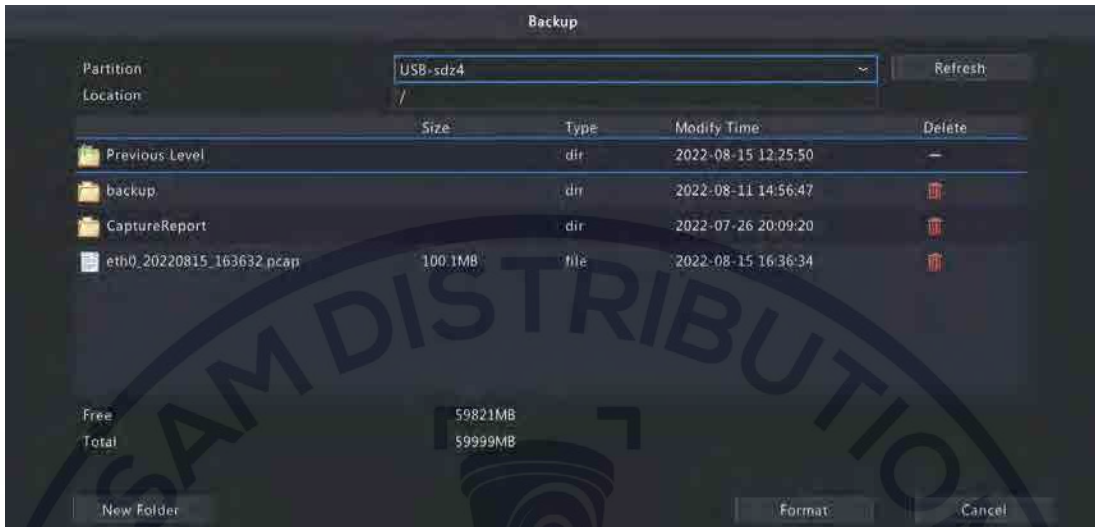 Backup
Partition USB-sdz4 Refresh
Location /
Size Type Modify Time Delete
Previous Level dir 2022-08-15 12:25:50 —
backup dir 2022-08-11 14:56:47
CaptureReport dir 2022-07-26 20:09:20
eth0_20220815_163632.pcap 100.1MB file 2022-08-15 16:36:34
Free 59821MB
Total 59999MB
New Folder Format Cancel
SAM DISTRIBUTIO